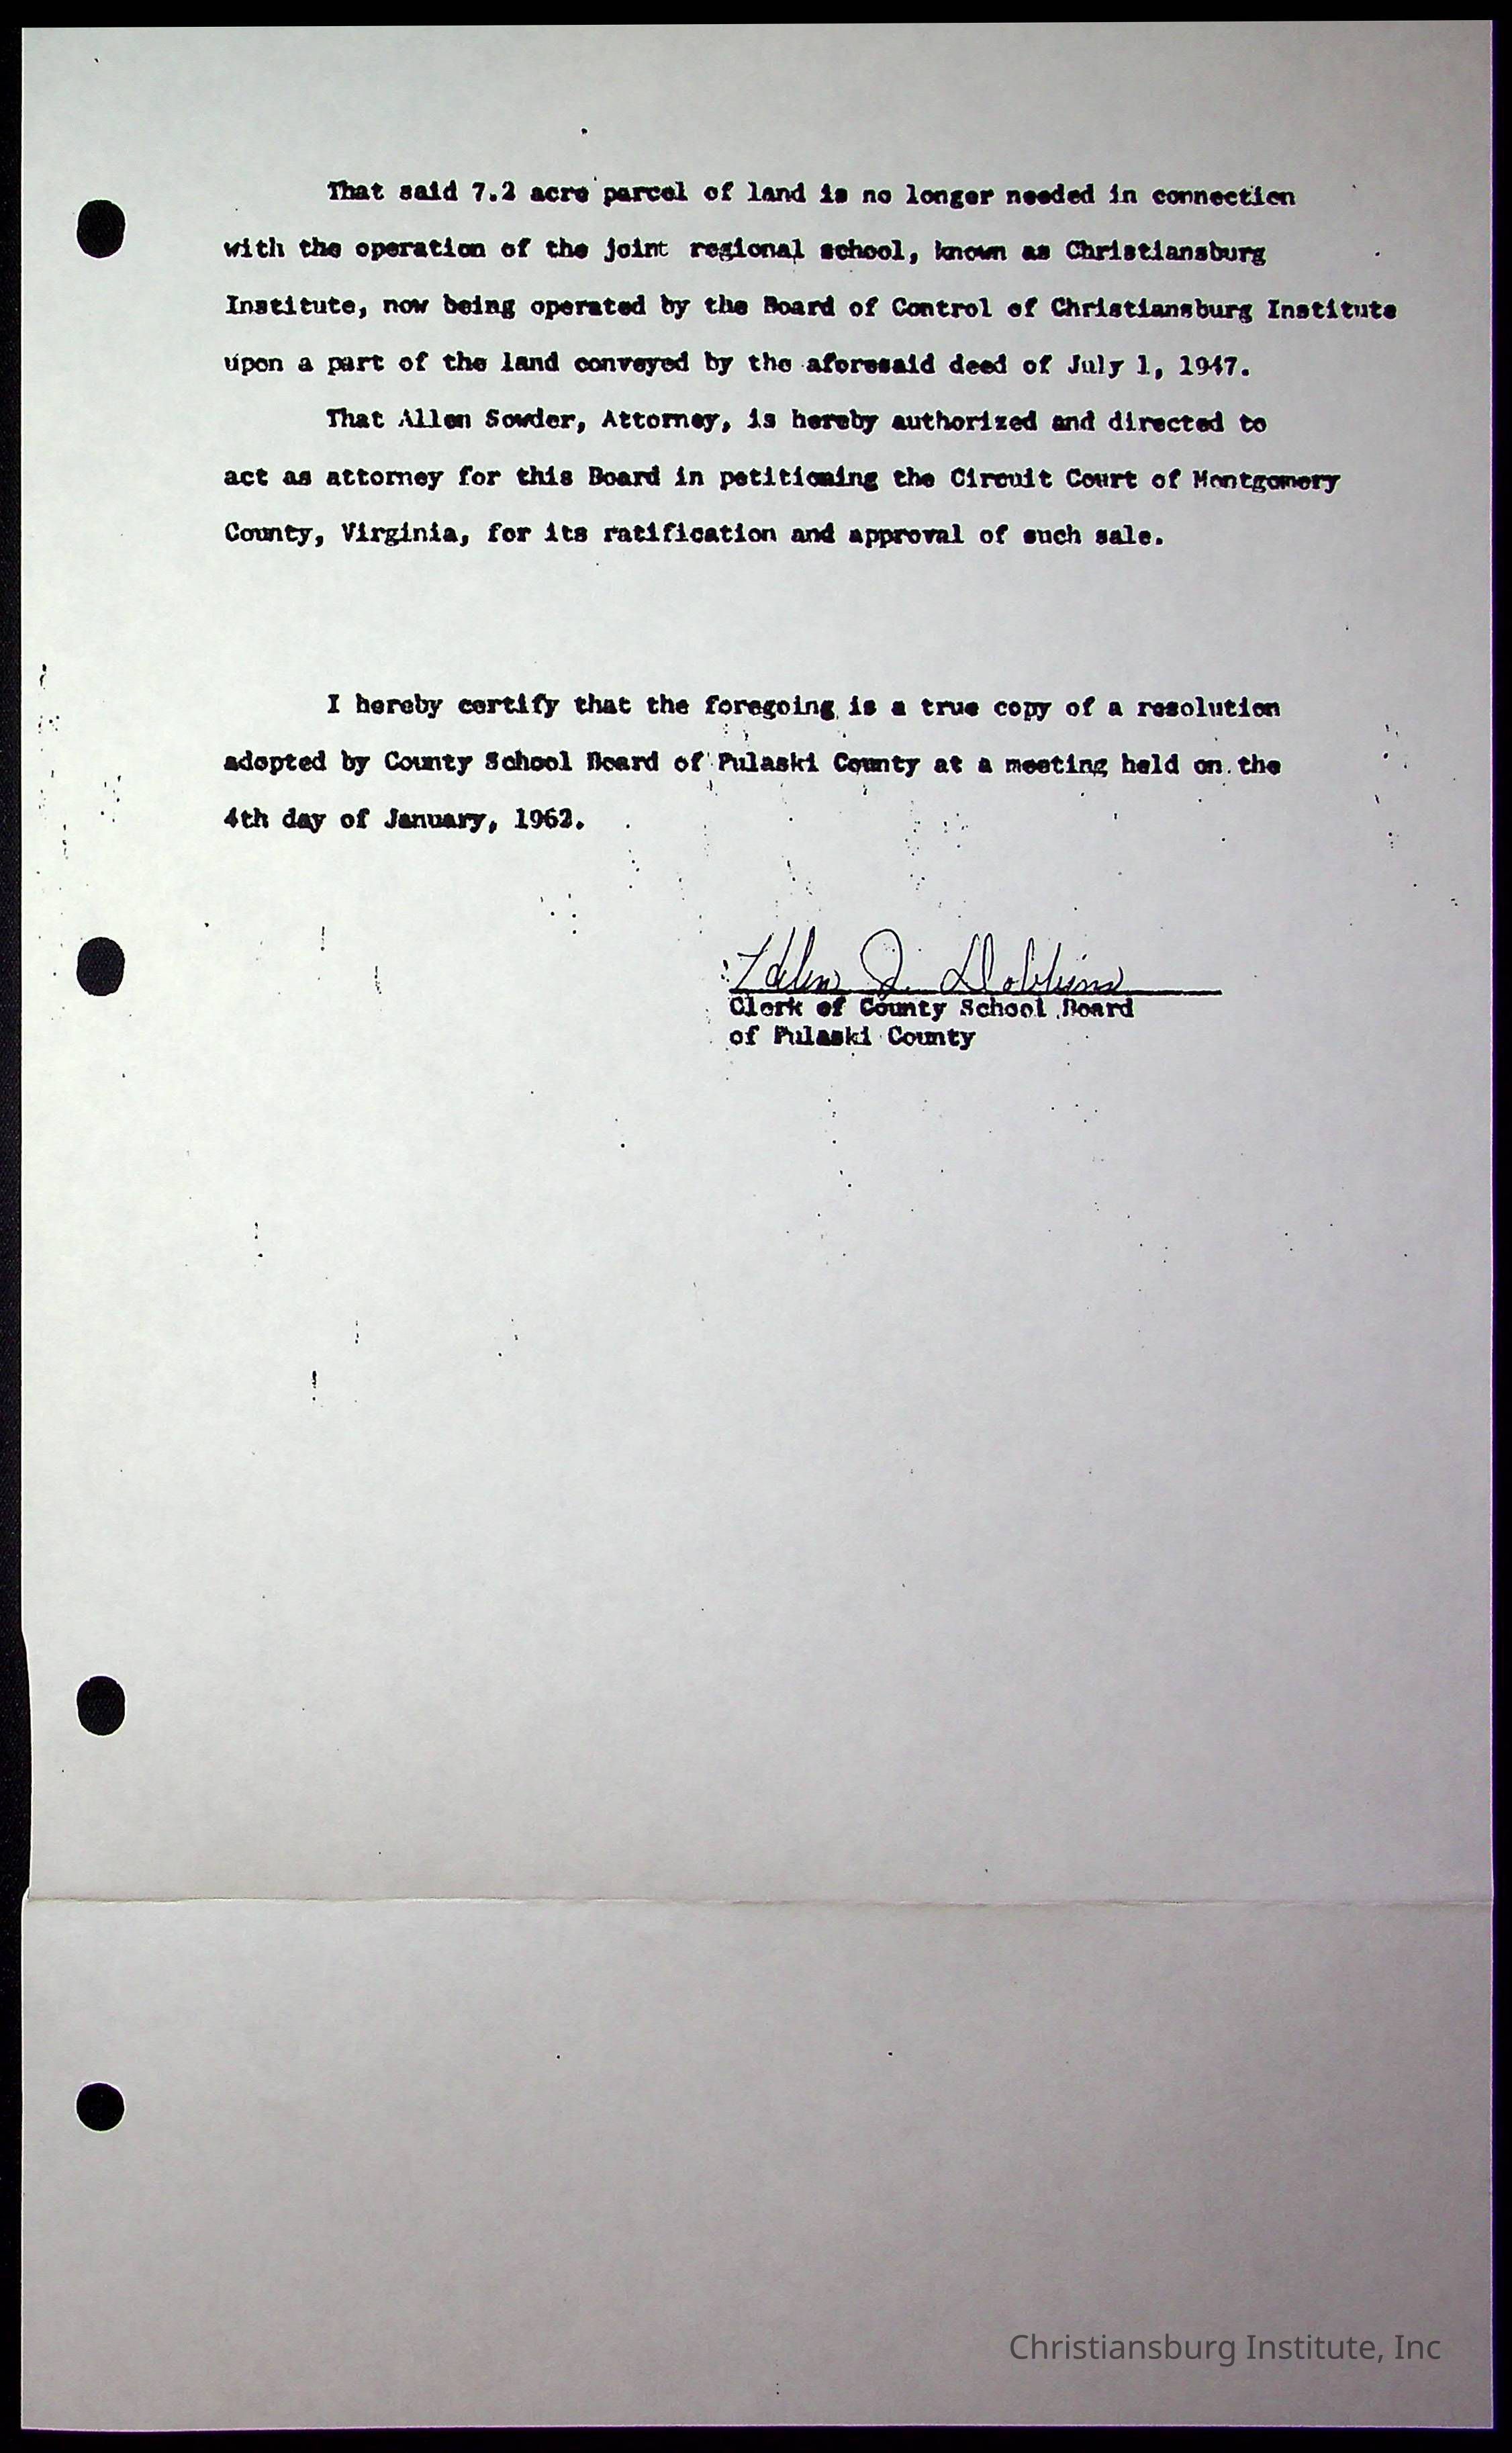 That said 7.2 acre parcel of land is no longer needed in connection
with the operation of the joint regional school, known as Christiansburg
Institute, now being operated by the Board of Control of Christiansburg Institute
upon a part of the land conveyed by the aforesaid deed of July 1, 1947.
That Allen Sowder, Attorney, is hereby authorized and directed to
act as attorney for this Board in petitioning the Circuit Court of Montgomery
County, Virginia, for its ratification and approval of such sale.
I hereby certify that the foregoing is a true copy of a resolution
adopted by County School Board of Pulaski County at a meeting held on the
4th day of January, 1962.
Helen J. Dobbins
Clerk of County School Board
of Pulaski County
Christiansburg Institute, Inc